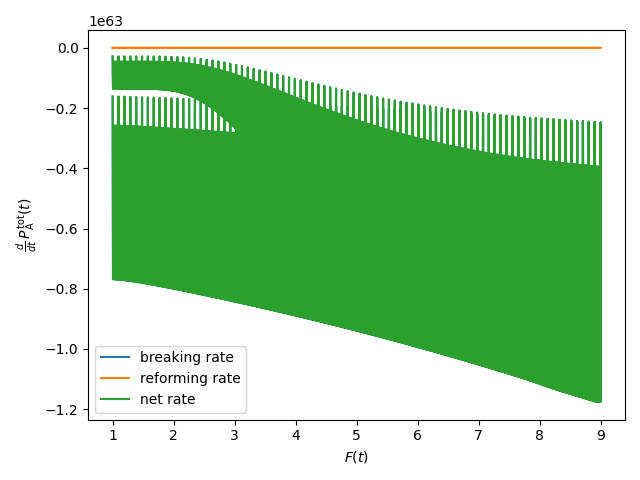 1e63
0.0
−0.2
−0.4
−0.6
−0.8
−1.0
−1.2
d/dt P_A^tot(t)
breaking rate
reforming rate
net rate
1 2 3 4 5 6 7 8 9
F(t)